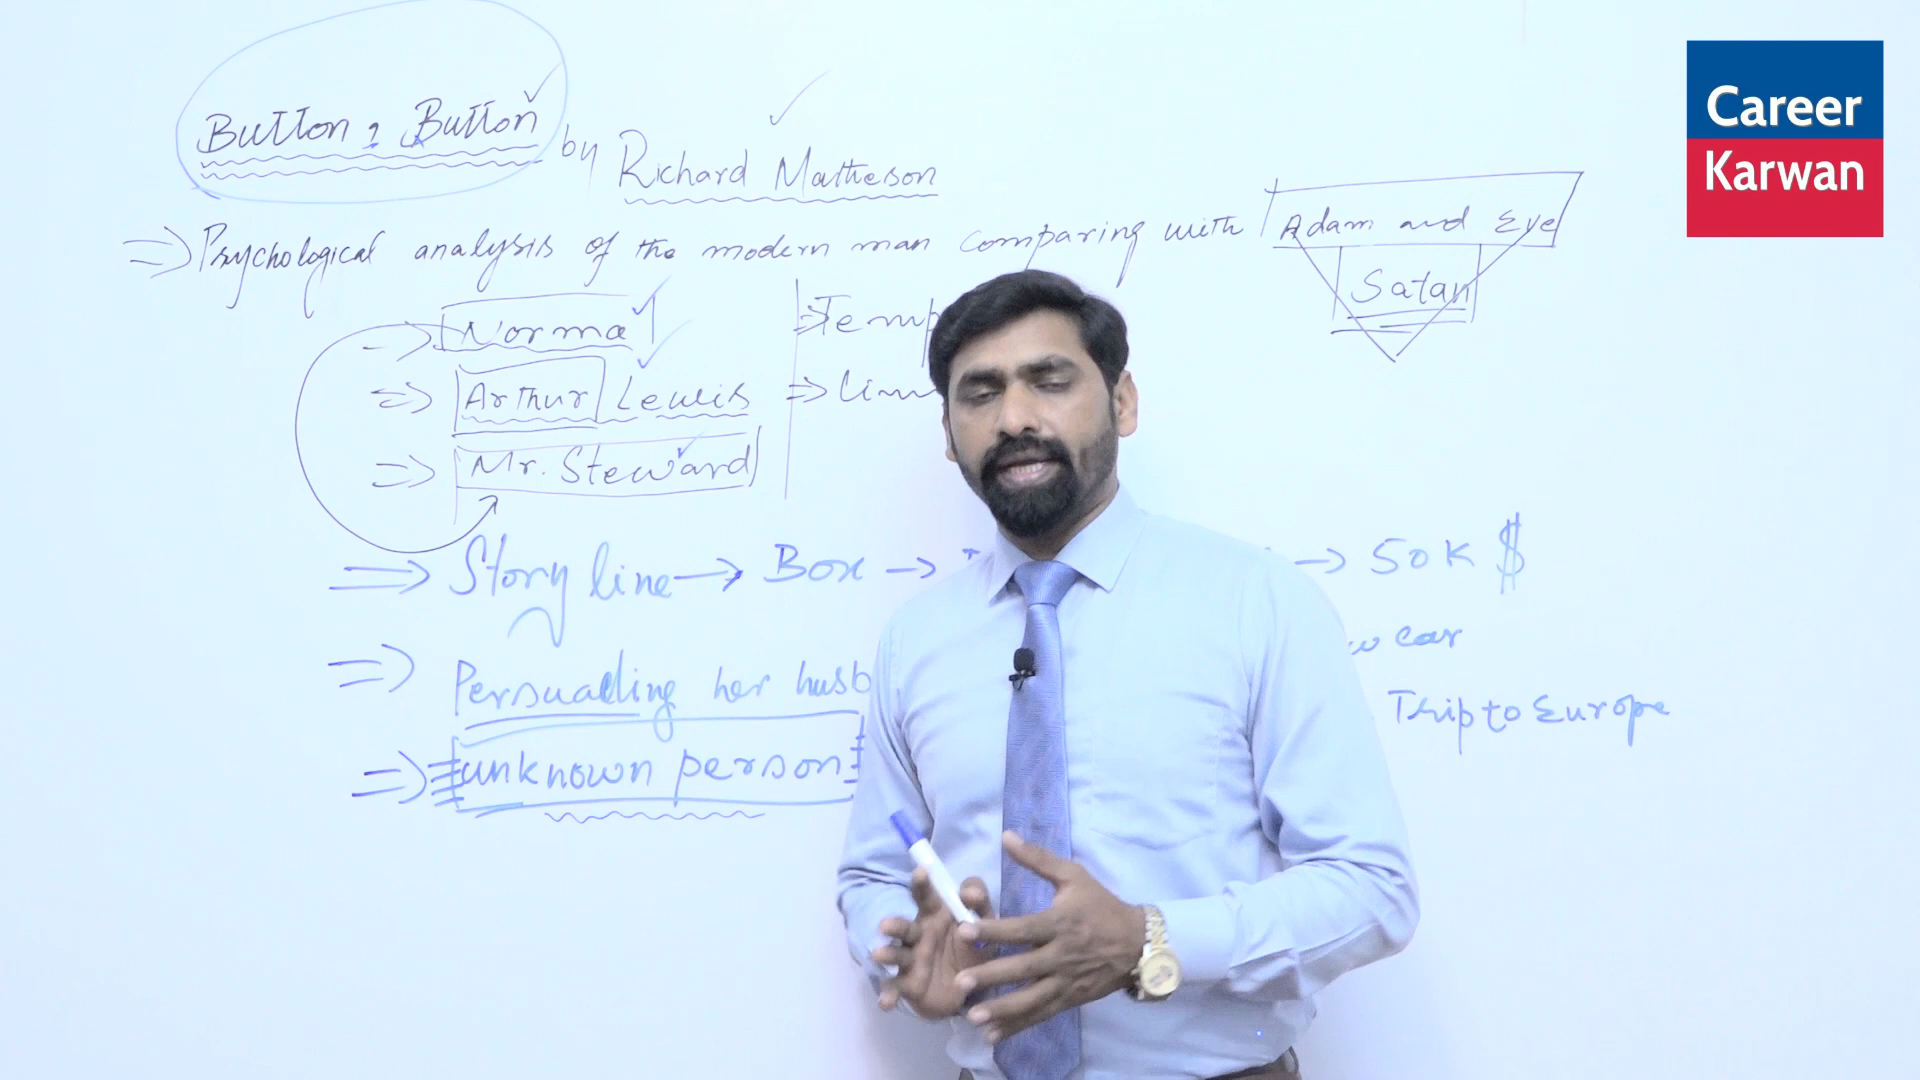 Career
Karwan
Button, Button
by Richard Matheson
⇒ Psychological analysis of the modern man comparing with Adam and Eve
Satan
⇒ Norma
⇒ Arthur Lewis
⇒ Mr. Steward
⇒ Story line → Box → → 50K $
car
⇒ Persuading her
Trip to Europe
⇒ unknown person